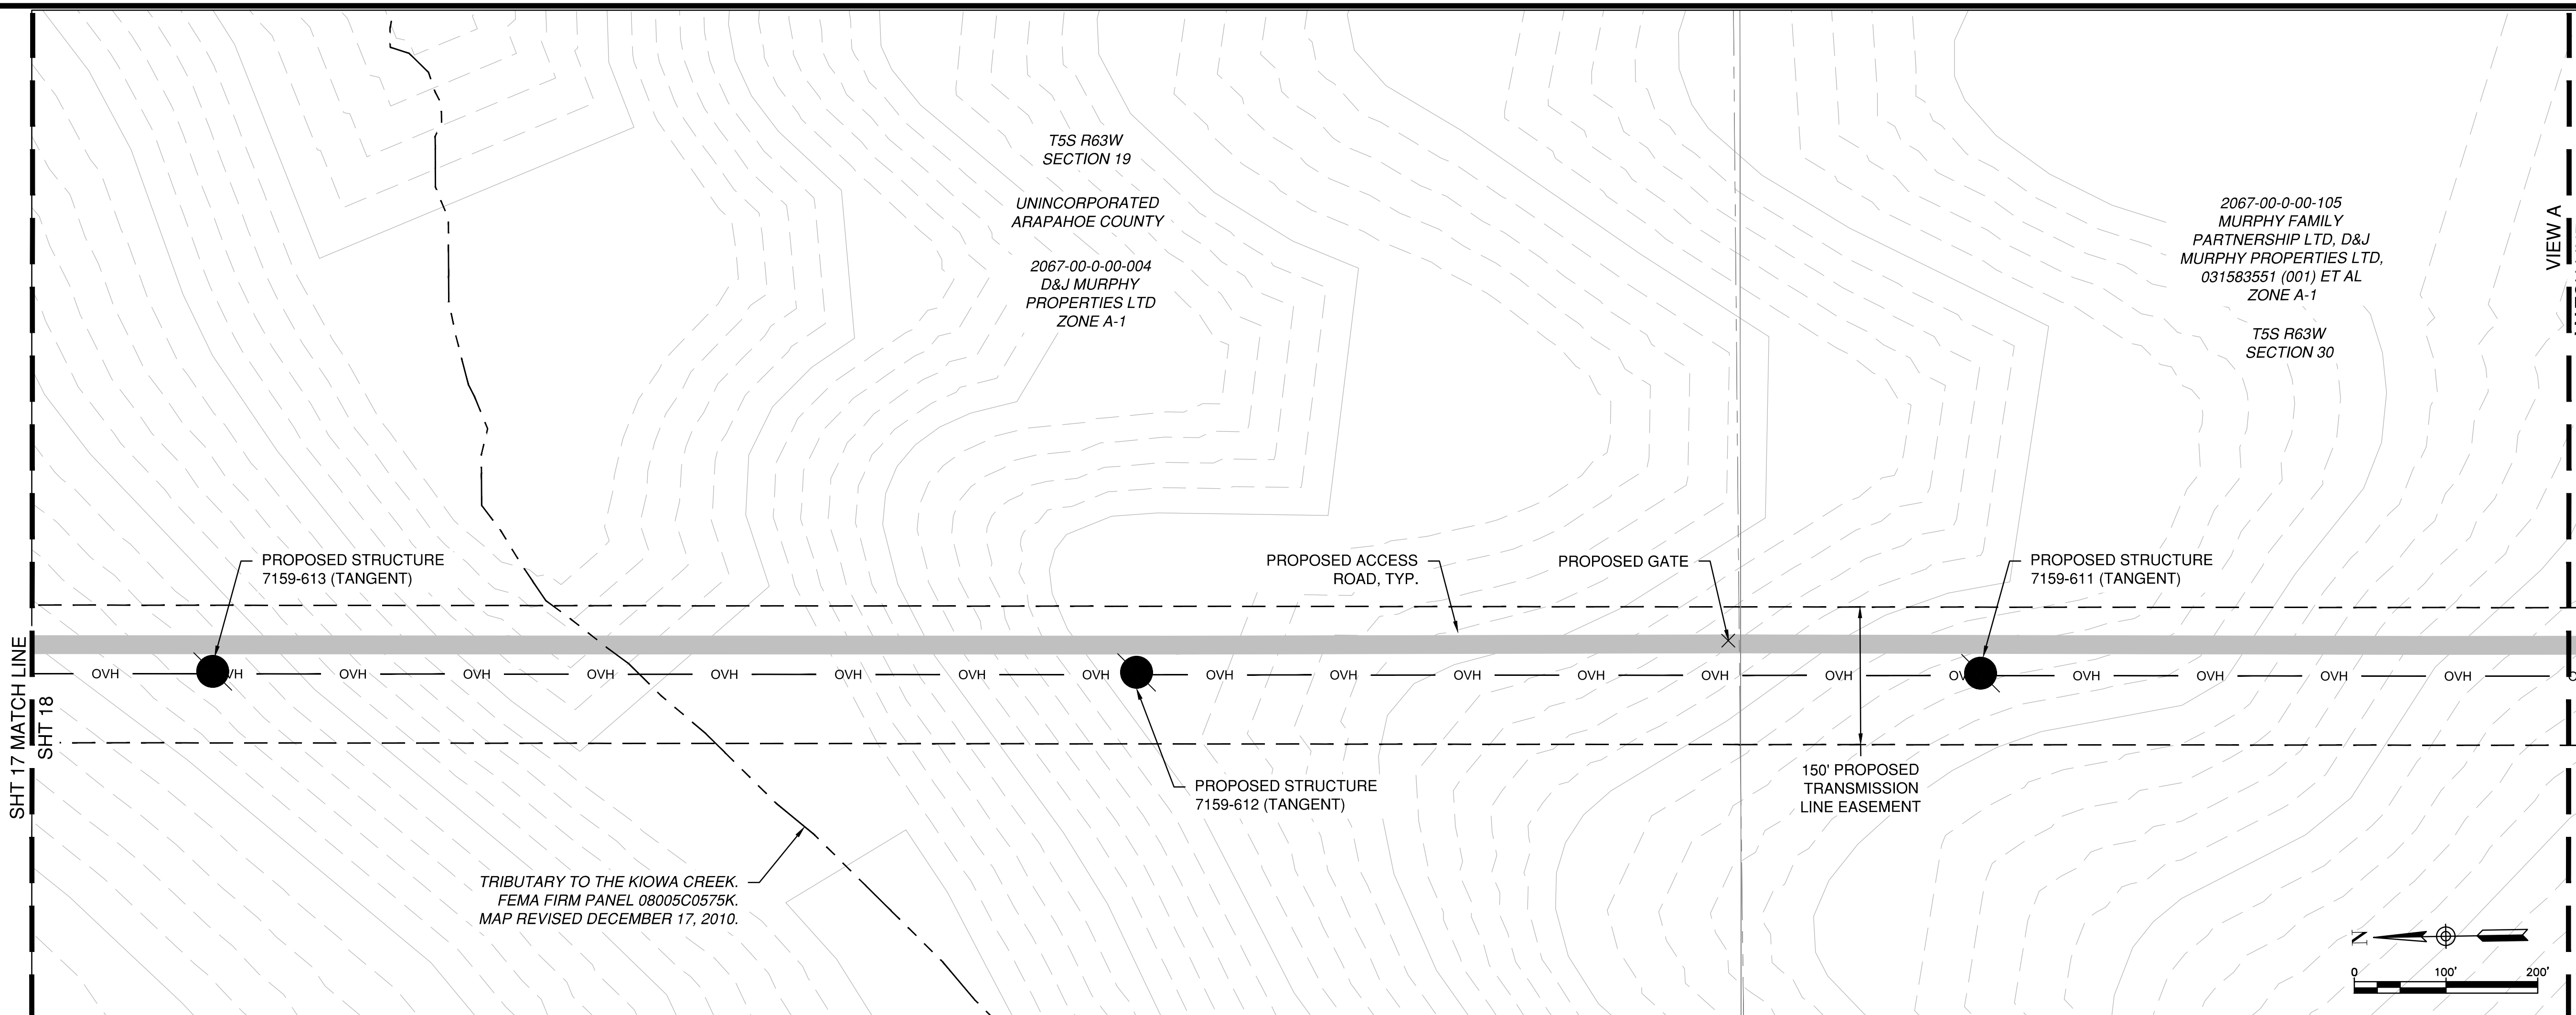 T5S R63W
SECTION 19
UNINCORPORATED
ARAPAHOE COUNTY
2067-00-0-00-004
D&J MURPHY
PROPERTIES LTD
ZONE A-1
2067-00-0-00-105
MURPHY FAMILY
PARTNERSHIP LTD, D&J
MURPHY PROPERTIES LTD,
031583551 (001) ET AL
ZONE A-1
T5S R63W
SECTION 30
VIEW A
PROPOSED STRUCTURE
7159-613 (TANGENT)
PROPOSED ACCESS
ROAD, TYP.
PROPOSED GATE
PROPOSED STRUCTURE
7159-611 (TANGENT)
SHT 17 MATCH LINE
SHT 18
OVH OVH OVH OVH OVH OVH OVH OVH OVH OVH OVH OVH OVH OVH OVH OVH OVH OVH OVH
PROPOSED STRUCTURE
7159-612 (TANGENT)
150' PROPOSED
TRANSMISSION
LINE EASEMENT
TRIBUTARY TO THE KIOWA CREEK.
FEMA FIRM PANEL 08005C0575K.
MAP REVISED DECEMBER 17, 2010.
N
0 100' 200'